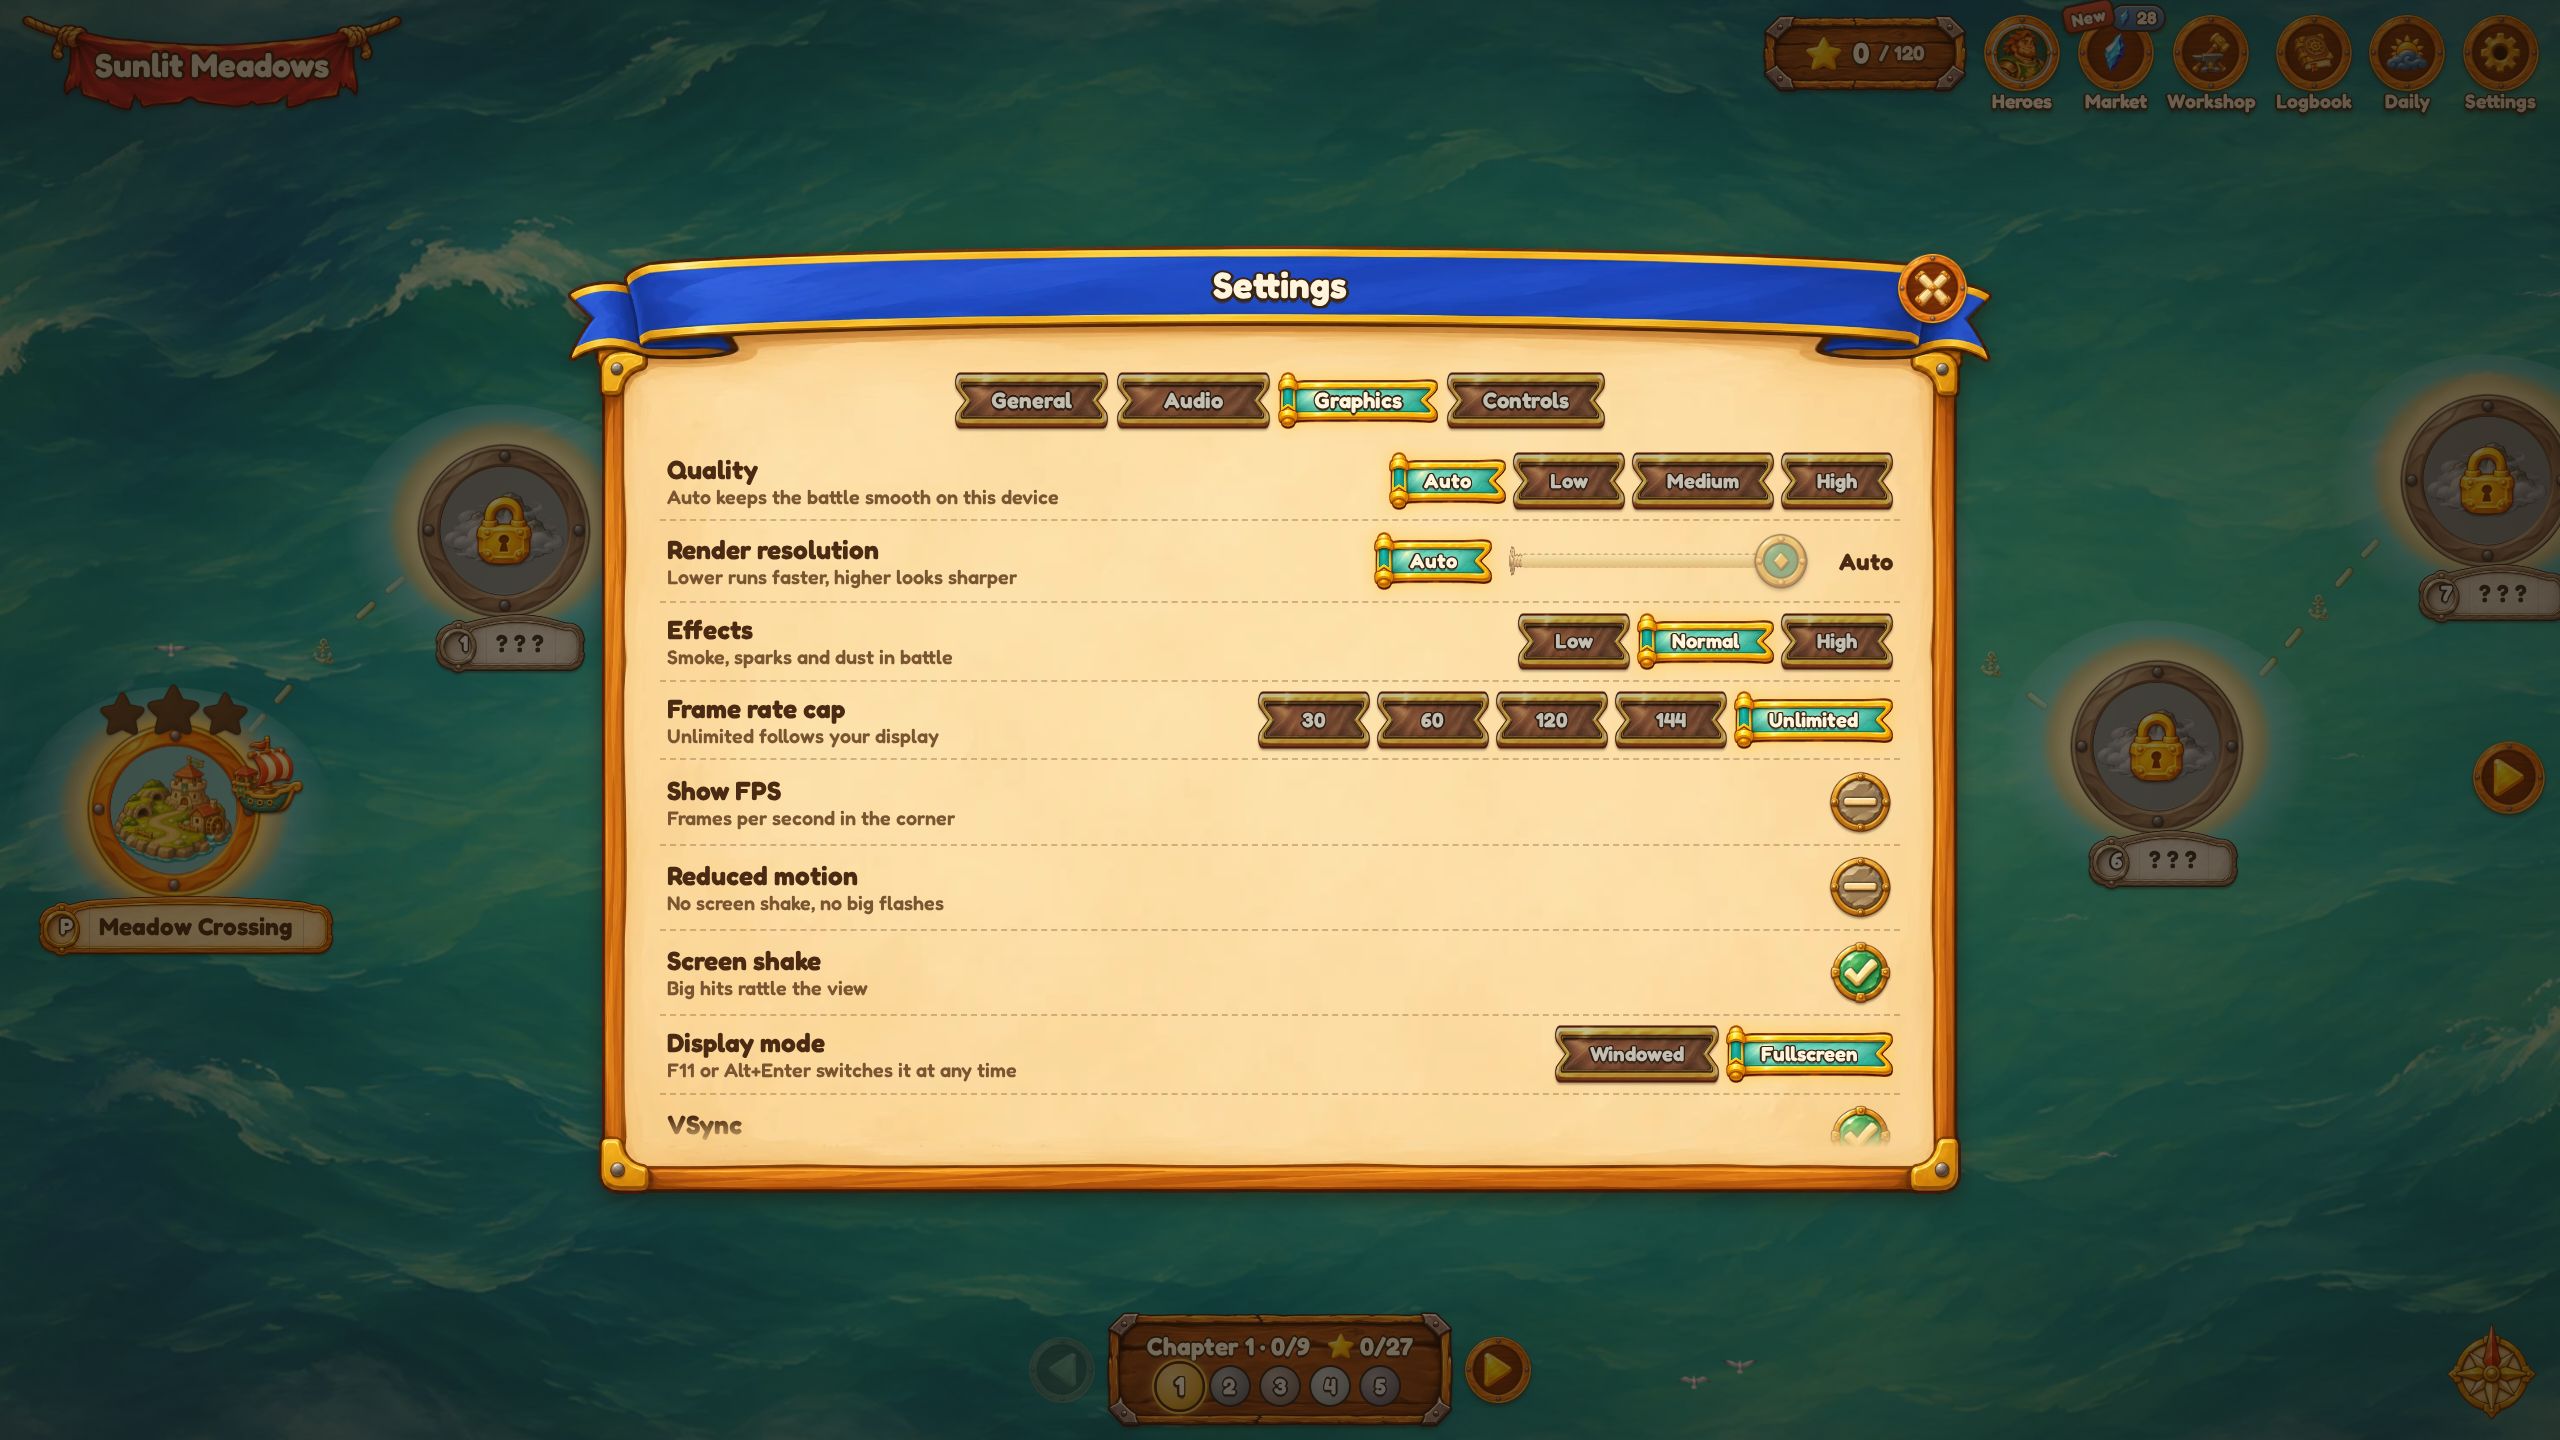 Sunlit Meadows
0 / 120
New
28
Heroes
Market
Workshop
Logbook
Daily
Settings
Settings
General
Audio
Graphics
Controls
Quality
Auto keeps the battle smooth on this device
Auto
Low
Medium
High
Render resolution
Lower runs faster, higher looks sharper
Auto
Auto
Effects
Smoke, sparks and dust in battle
Low
Normal
High
Frame rate cap
Unlimited follows your display
30
60
120
144
Unlimited
Show FPS
Frames per second in the corner
Reduced motion
No screen shake, no big flashes
Screen shake
Big hits rattle the view
Display mode
F11 or Alt+Enter switches it at any time
Windowed
Fullscreen
VSync
1 ???
P Meadow Crossing
7 ???
6 ???
Chapter 1 · 0/9 0/27
1 2 3 4 5